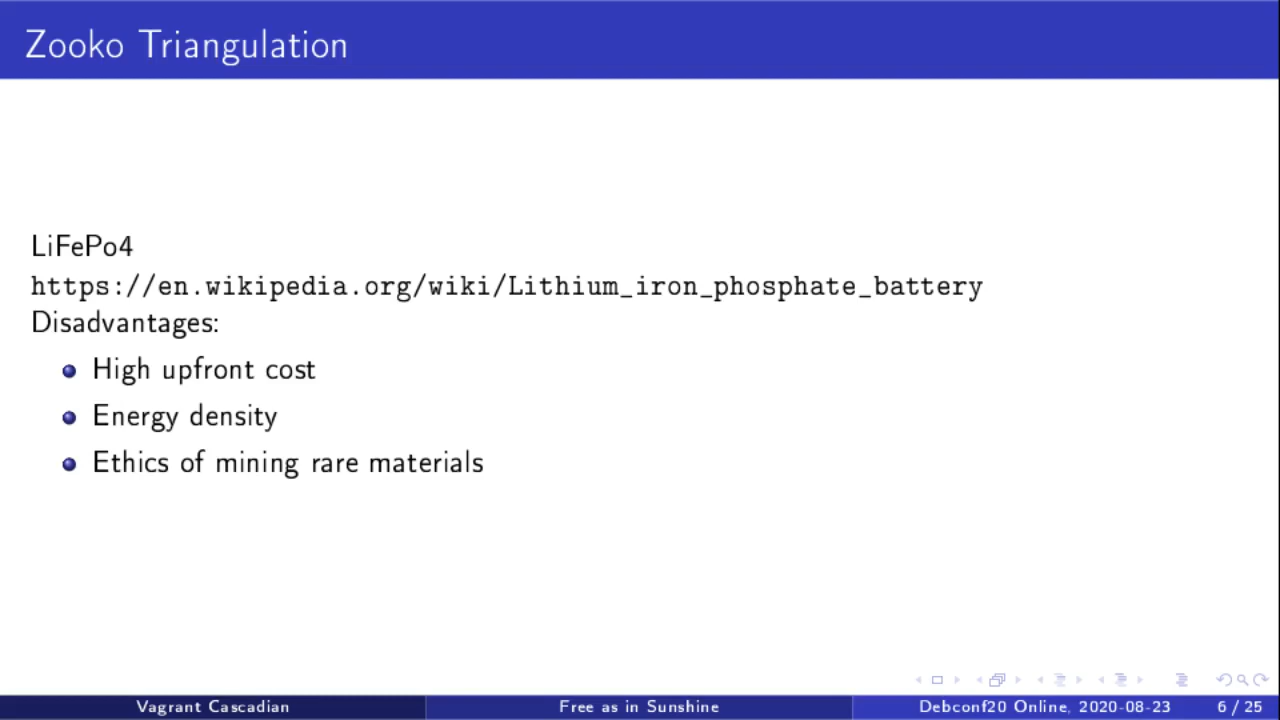 Zooko Triangulation
LiFePo4
https://en.wikipedia.org/wiki/Lithium_iron_phosphate_battery
Disadvantages:
High upfront cost
Energy density
Ethics of mining rare materials
Vagrant Cascadian
Free as in Sunshine
Debconf20 Online, 2020-08-23
6 / 25